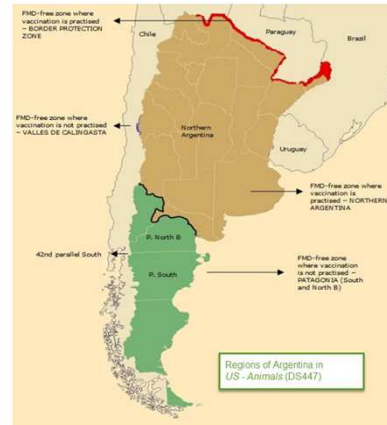 FMD-free zone where
vaccination is practised
– BORDER PROTECTION
ZONE
Chile
Paraguay
Brazil
FMD-free zone where
vaccination is not practised
– VALLES DE CALINGASTA
Northern
Argentina
Uruguay
FMD-free zone where
vaccination is
practised – NORTHERN
ARGENTINA
P. North B
42nd parallel South
P. South
FMD-free zone
where vaccination
is not practised –
PATAGONIA (South
and North B)
Regions of Argentina in
US - Animals (DS447)